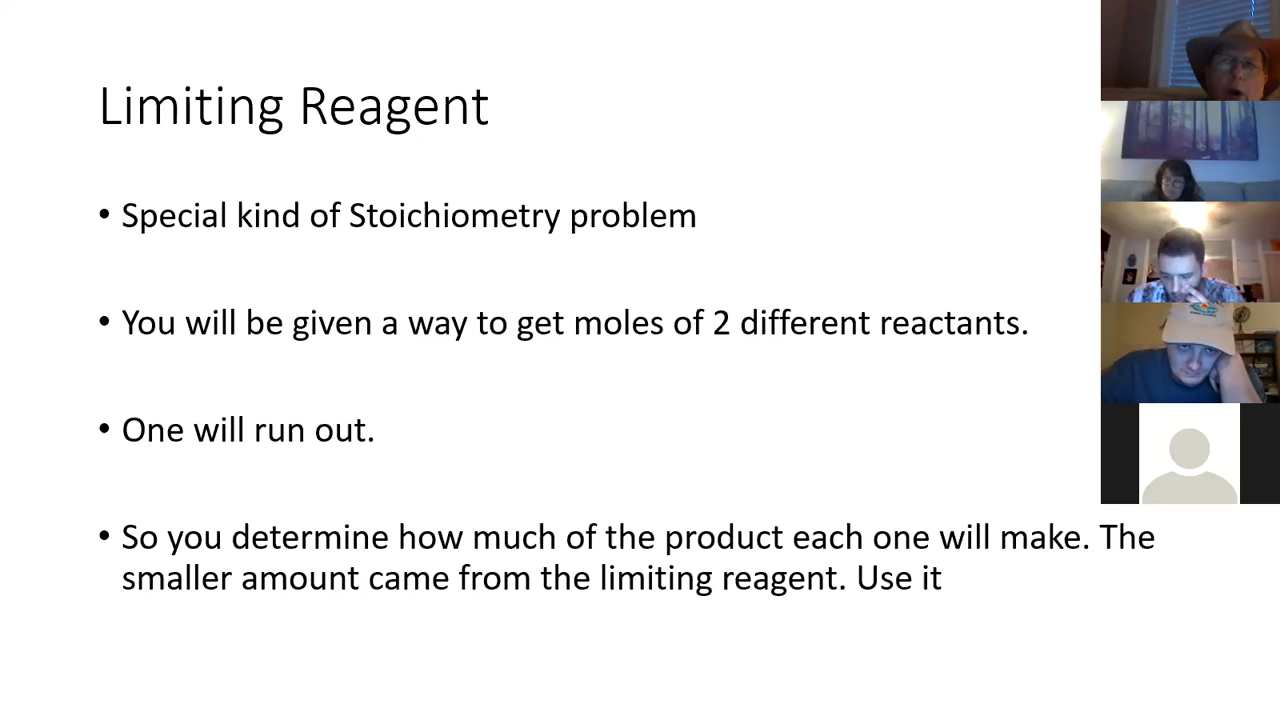 Limiting Reagent
• Special kind of Stoichiometry problem
• You will be given a way to get moles of 2 different reactants.
• One will run out.
• So you determine how much of the product each one will make. The
smaller amount came from the limiting reagent. Use it